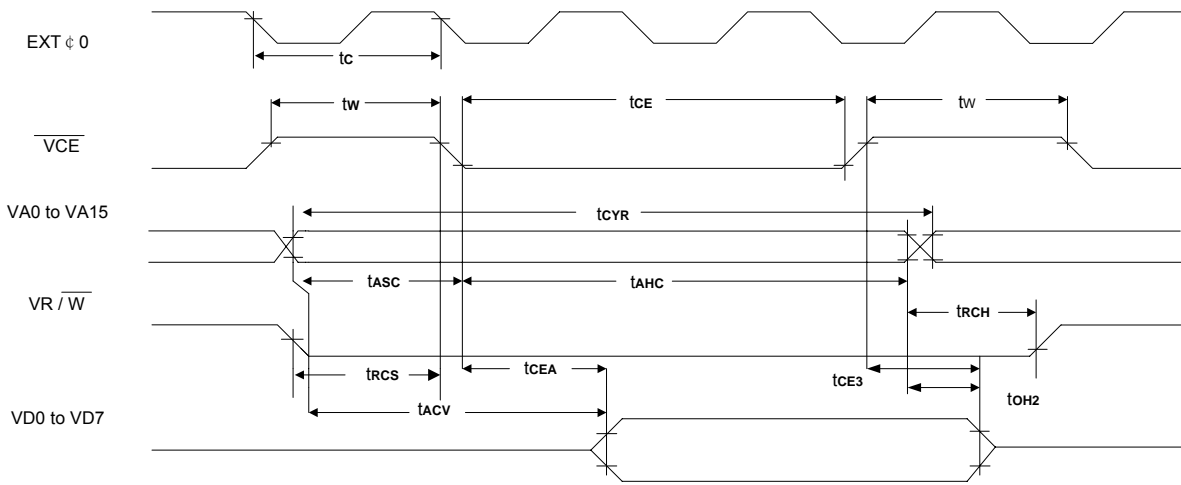 EXT ¢ 0
tC
tW
tCE
tW
VCE
VA0 to VA15
tCYR
tASC
tAHC
VR / W
tRCH
tCEA
tRCS
tCE3
tOH2
tACV
VD0 to VD7